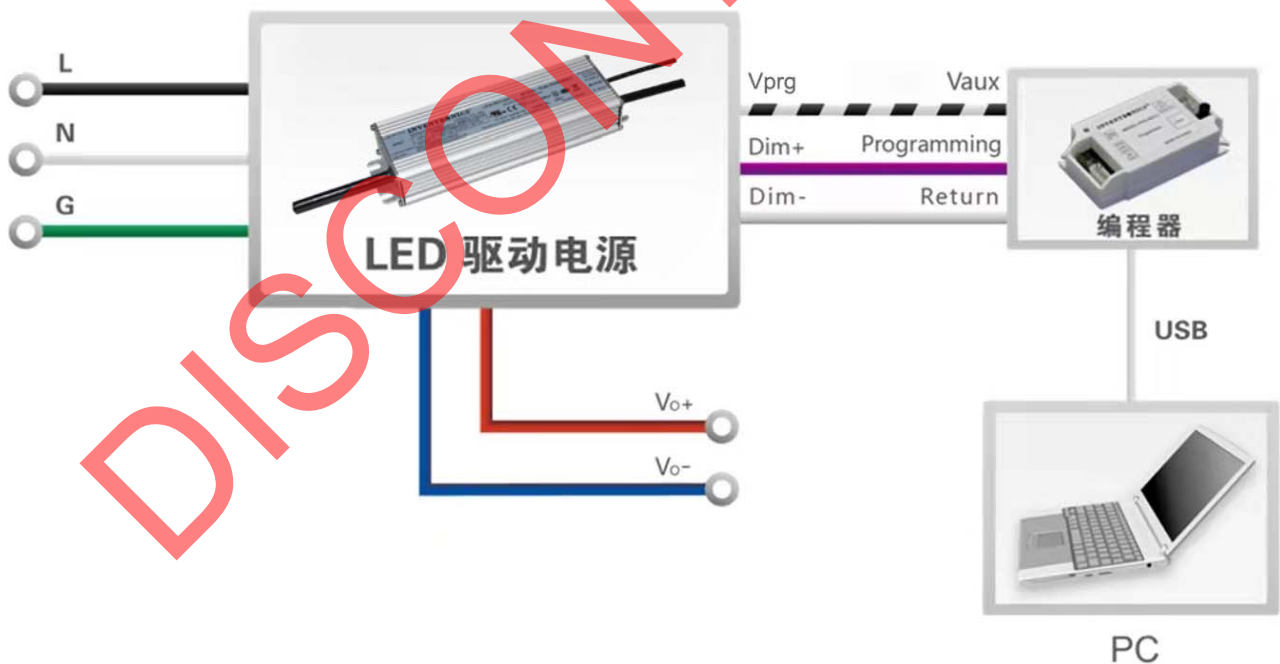 L
N
G
LED 驱动电源
Vprg Vaux
Dim+ Programming
Dim- Return
INVENTRONICS
编程器
USB
Vo+
Vo-
PC
DISCON